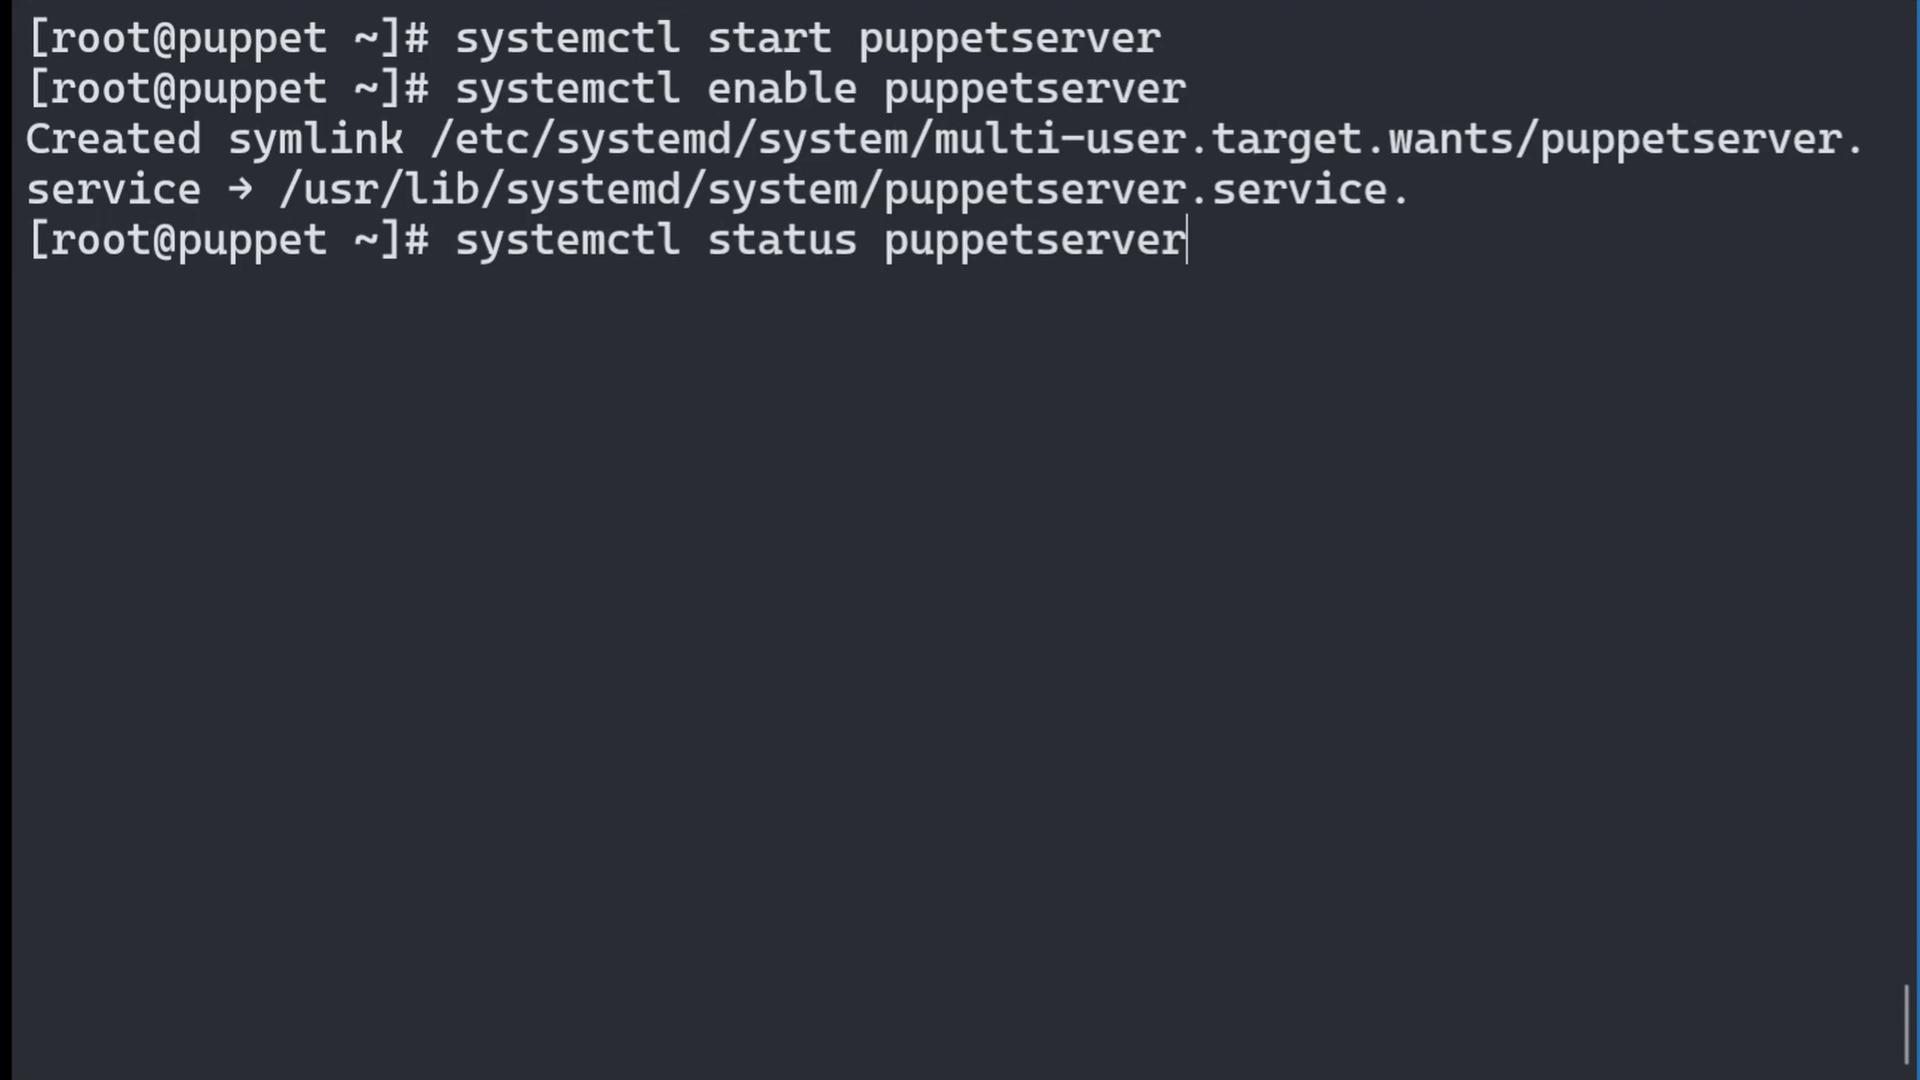 [root@puppet ~]# systemctl start puppetserver
[root@puppet ~]# systemctl enable puppetserver
Created symlink /etc/systemd/system/multi-user.target.wants/puppetserver.
service → /usr/lib/systemd/system/puppetserver.service.
[root@puppet ~]# systemctl status puppetserver